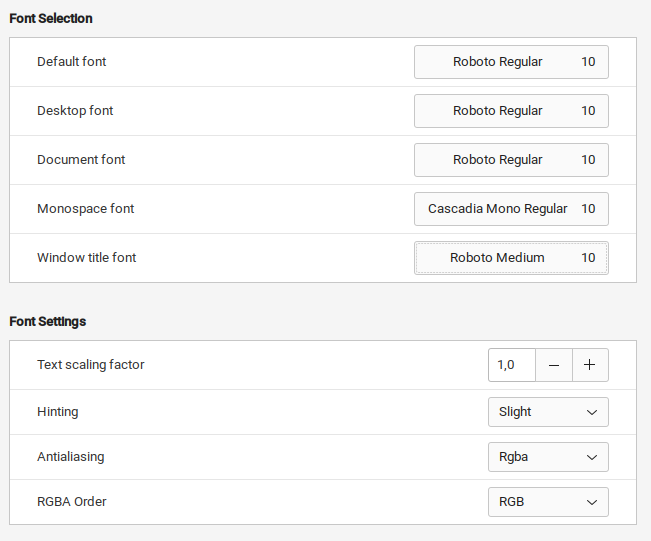 Font Selection
Default font Roboto Regular 10
Desktop font Roboto Regular 10
Document font Roboto Regular 10
Monospace font Cascadia Mono Regular 10
Window title font Roboto Medium 10
Font Settings
Text scaling factor 1,0 − +
Hinting Slight
Antialiasing Rgba
RGBA Order RGB